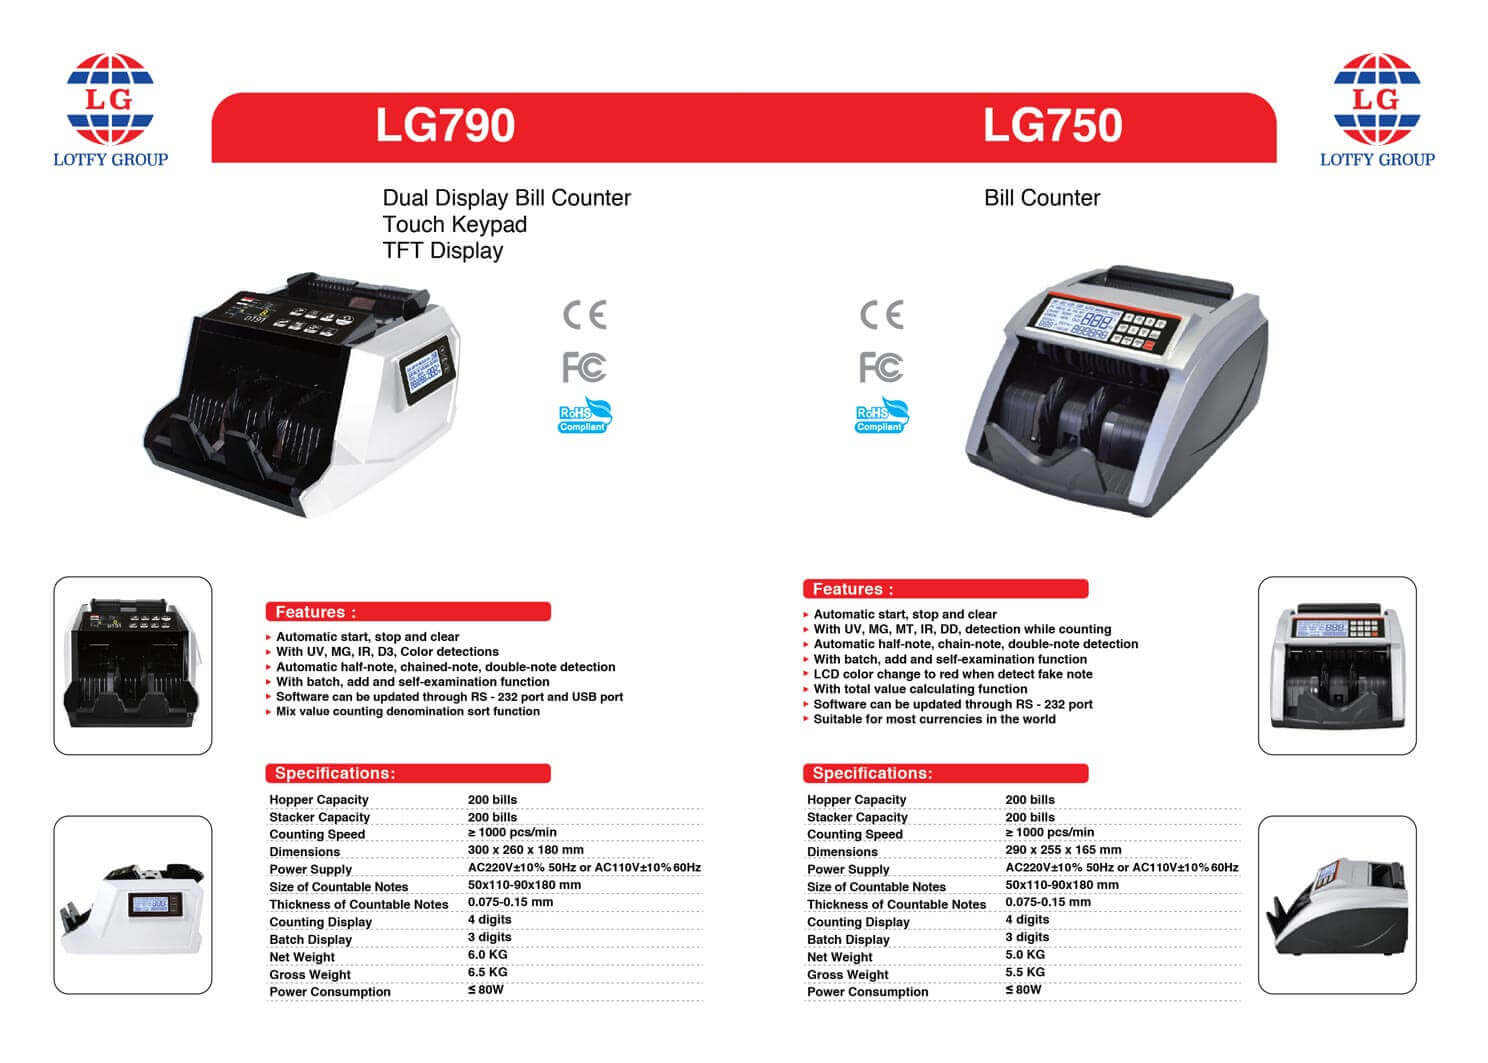 LG
LOTFY GROUP
LG790
LG750
LG
LOTFY GROUP
Dual Display Bill Counter
Touch Keypad
TFT Display
Bill Counter
CE
FC
RoHS
Compliant
CE
FC
RoHS
Compliant
Features :
Automatic start, stop and clear
With UV, MG, IR, D3, Color detections
Automatic half-note, chained-note, double-note detection
With batch, add and self-examination function
Software can be updated through RS - 232 port and USB port
Mix value counting denomination sort function
Specifications:
Hopper Capacity 200 bills
Stacker Capacity 200 bills
Counting Speed ≥ 1000 pcs/min
Dimensions 300 x 260 x 180 mm
Power Supply AC220V±10% 50Hz or AC110V±10% 60Hz
Size of Countable Notes 50x110-90x180 mm
Thickness of Countable Notes 0.075-0.15 mm
Counting Display 4 digits
Batch Display 3 digits
Net Weight 6.0 KG
Gross Weight 6.5 KG
Power Consumption ≤ 80W
Features :
Automatic start, stop and clear
With UV, MG, MT, IR, DD, detection while counting
Automatic half-note, chain-note, double-note detection
With batch, add and self-examination function
LCD color change to red when detect fake note
With total value calculating function
Software can be updated through RS - 232 port
Suitable for most currencies in the world
Specifications:
Hopper Capacity 200 bills
Stacker Capacity 200 bills
Counting Speed ≥ 1000 pcs/min
Dimensions 290 x 255 x 165 mm
Power Supply AC220V±10% 50Hz or AC110V±10% 60Hz
Size of Countable Notes 50x110-90x180 mm
Thickness of Countable Notes 0.075-0.15 mm
Counting Display 4 digits
Batch Display 3 digits
Net Weight 5.0 KG
Gross Weight 5.5 KG
Power Consumption ≤ 80W